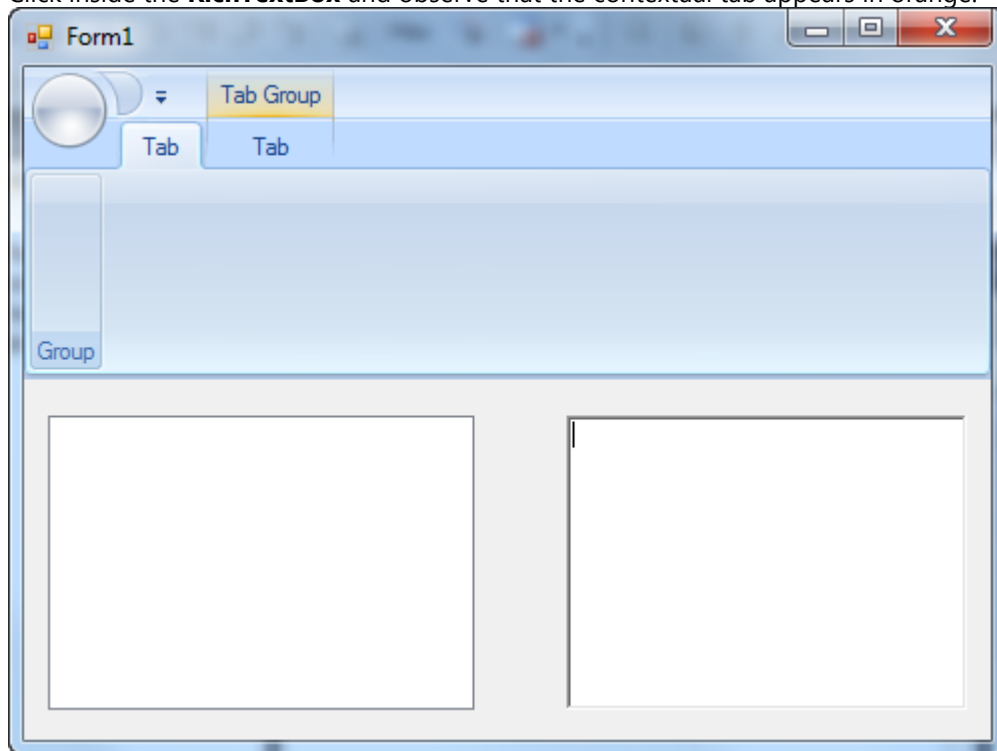 Click inside the RichTextBox and observe that the contextual tab appears in orange.
Form1
Tab Group
Tab Tab
Group